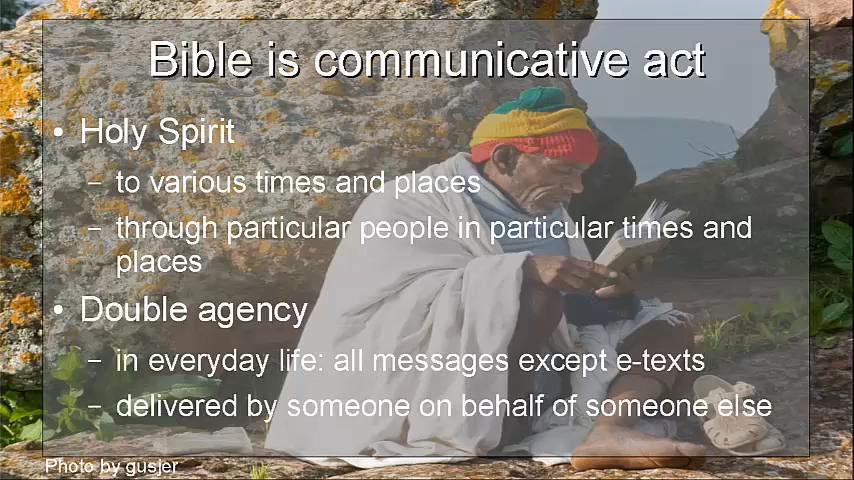 Bible is communicative act
• Holy Spirit
– to various times and places
– through particular people in particular times and
places
• Double agency
– in everyday life: all messages except e-texts
– delivered by someone on behalf of someone else
Photo by gusjer